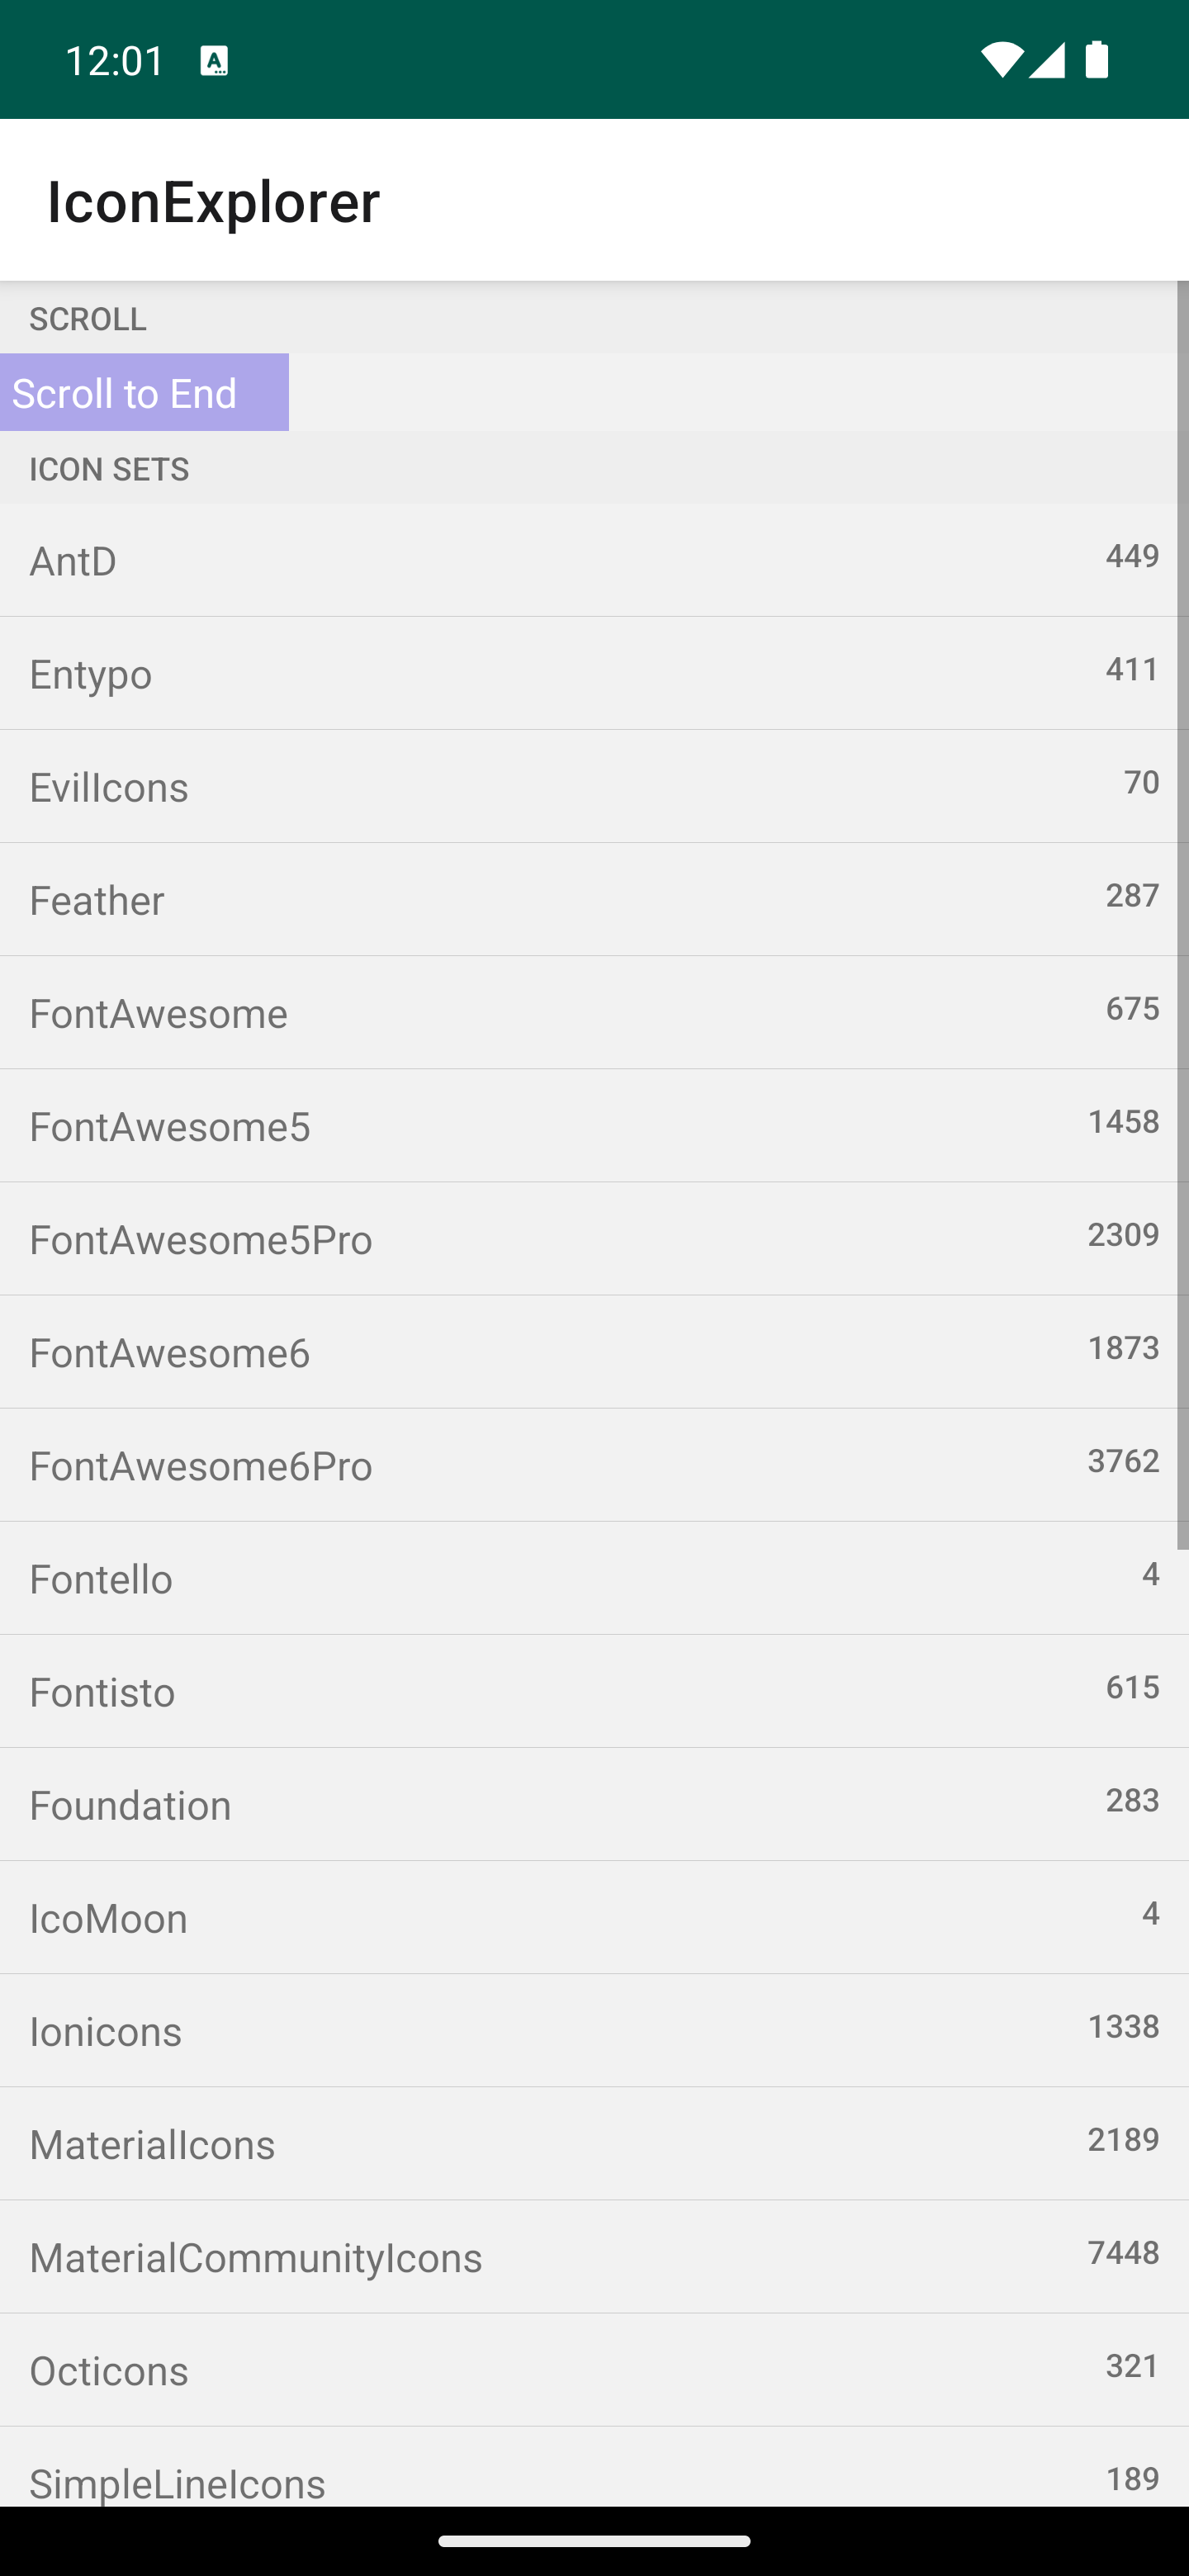 12:01
IconExplorer
SCROLL
Scroll to End
ICON SETS
AntD 449
Entypo 411
EvilIcons 70
Feather 287
FontAwesome 675
FontAwesome5 1458
FontAwesome5Pro 2309
FontAwesome6 1873
FontAwesome6Pro 3762
Fontello 4
Fontisto 615
Foundation 283
IcoMoon 4
Ionicons 1338
MaterialIcons 2189
MaterialCommunityIcons 7448
Octicons 321
SimpleLineIcons 189